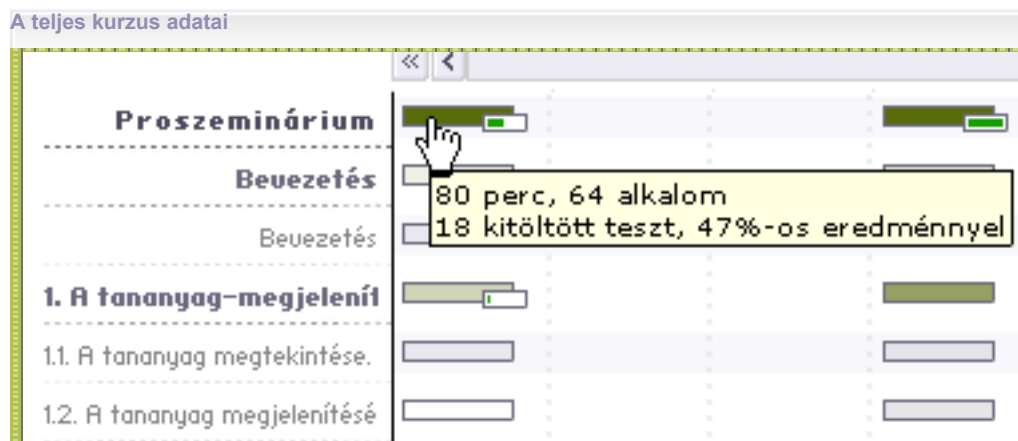 A teljes kurzus adatai
Proszeminárium
Bevezetés
80 perc, 64 alkalom
18 kitöltött teszt, 47%-os eredménnyel
Bevezetés
1. A tananyag-megjelenít
1.1. A tananyag megtekintése.
1.2. A tananyag megjelenítésé